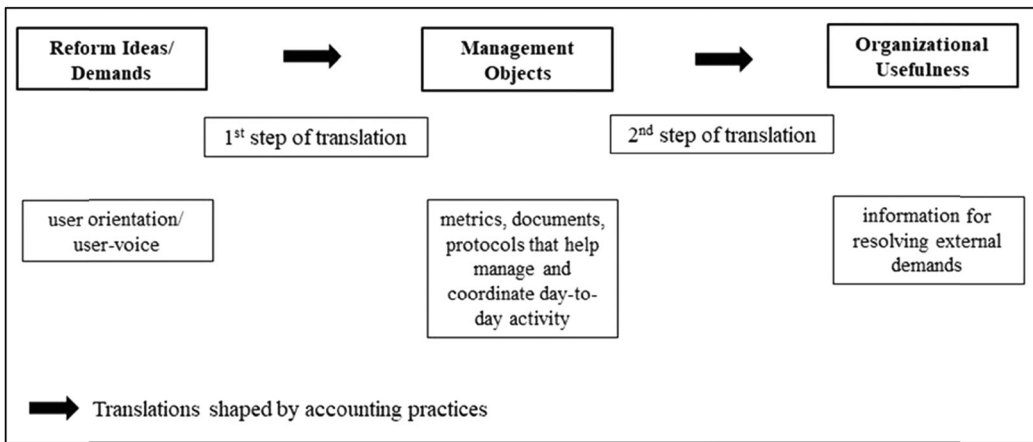 Reform Ideas/
Demands
Management
Objects
Organizational
Usefulness
1st step of translation
2nd step of translation
user orientation/
user-voice
metrics, documents,
protocols that help
manage and
coordinate day-to-
day activity
information for
resolving external
demands
Translations shaped by accounting practices